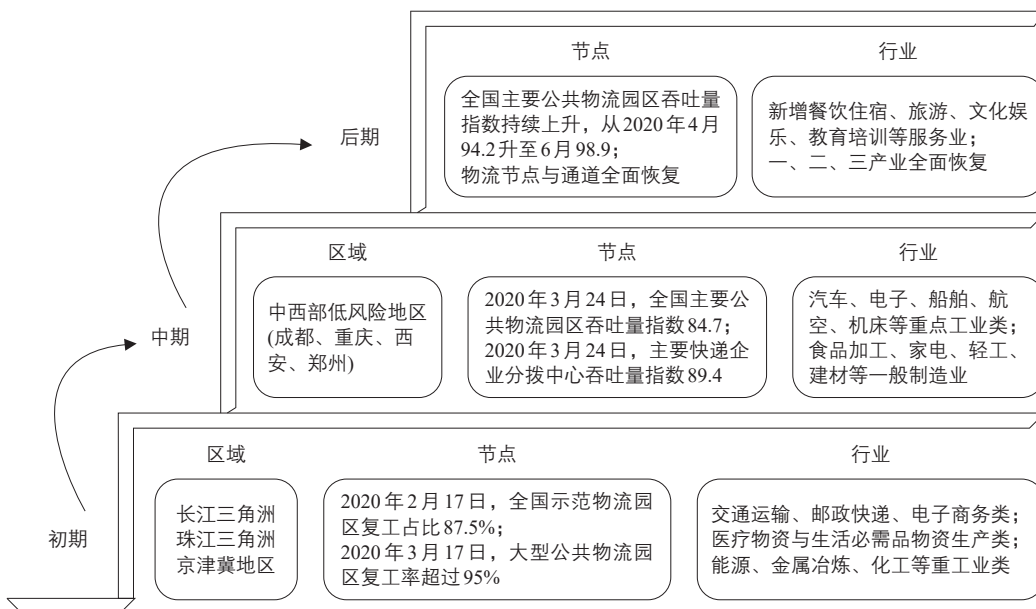 节点
行业
全国主要公共物流园区吞吐量
指数持续上升，从2020年4月
94.2升至6月98.9；
物流节点与通道全面恢复
新增餐饮住宿、旅游、文化娱
乐、教育培训等服务业；
一、二、三产业全面恢复
后期
区域
节点
行业
中西部低风险地区
(成都、重庆、西
安、郑州)
2020年3月24日，全国主要公
共物流园区吞吐量指数84.7；
2020年3月24日，主要快递企
业分拨中心吞吐量指数89.4
汽车、电子、船舶、航
空、机床等重点工业类；
食品加工、家电、轻工、
建材等一般制造业
中期
区域
节点
行业
长江三角洲
珠江三角洲
京津冀地区
2020年2月17日，全国示范物流园
区复工占比87.5%；
2020年3月17日，大型公共物流园
区复工率超过95%
交通运输、邮政快递、电子商务类；
医疗物资与生活必需品物资生产类；
能源、金属冶炼、化工等重工业类
初期